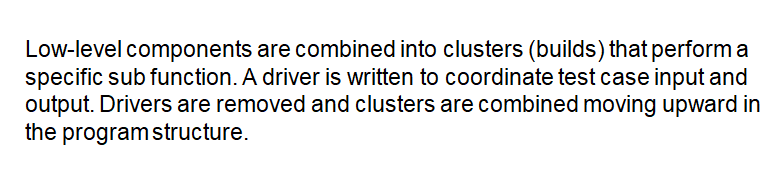 Low-level components are combined into clusters (builds) that perform a
specific sub function. A driver is written to coordinate test case input and
output. Drivers are removed and clusters are combined moving upward in
the program structure.